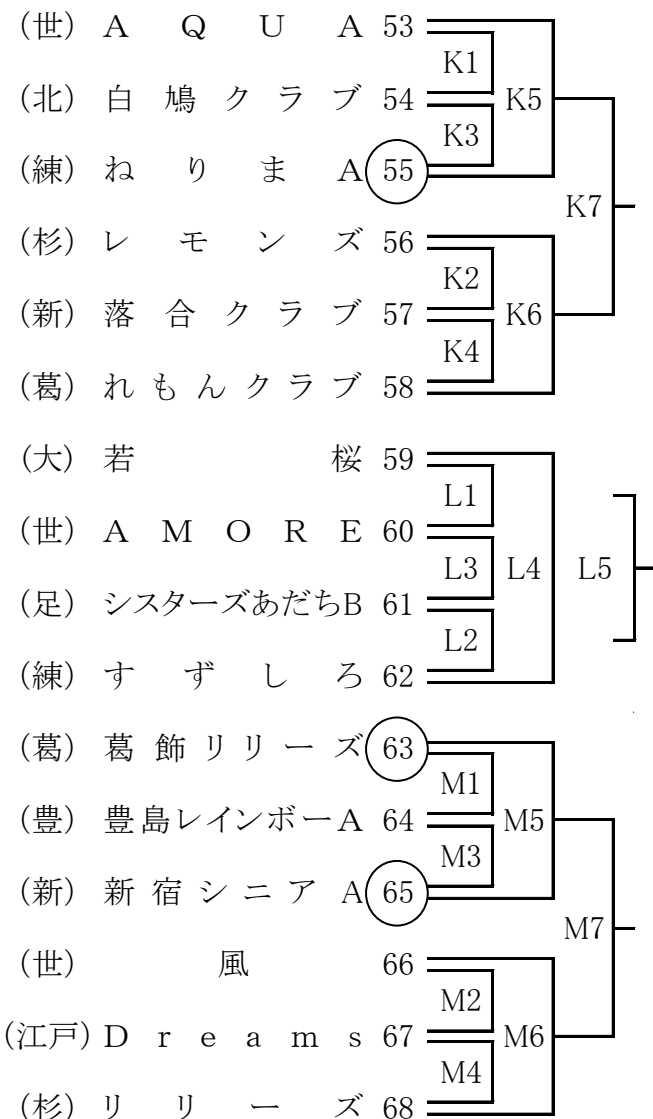 (世) AQUA 53
K1
(北) 白鳩クラブ 54 K5
K3
(練) ねりまA 55
K7
(杉) レモンズ 56
K2
(新) 落合クラブ 57 K6
K4
(葛) れもんクラブ 58
(大) 若桜 59
L1
(世) AMORE 60
L3 L4 L5
(足) シスターズあだちB 61
L2
(練) すずしろ 62
(葛) 葛飾リリーズ 63
M1
(豊) 豊島レインボーA 64 M5
M3
(新) 新宿シニアA 65
M7
(世) 風 66
M2
(江戸) Dreams 67 M6
M4
(杉) リリーズ 68